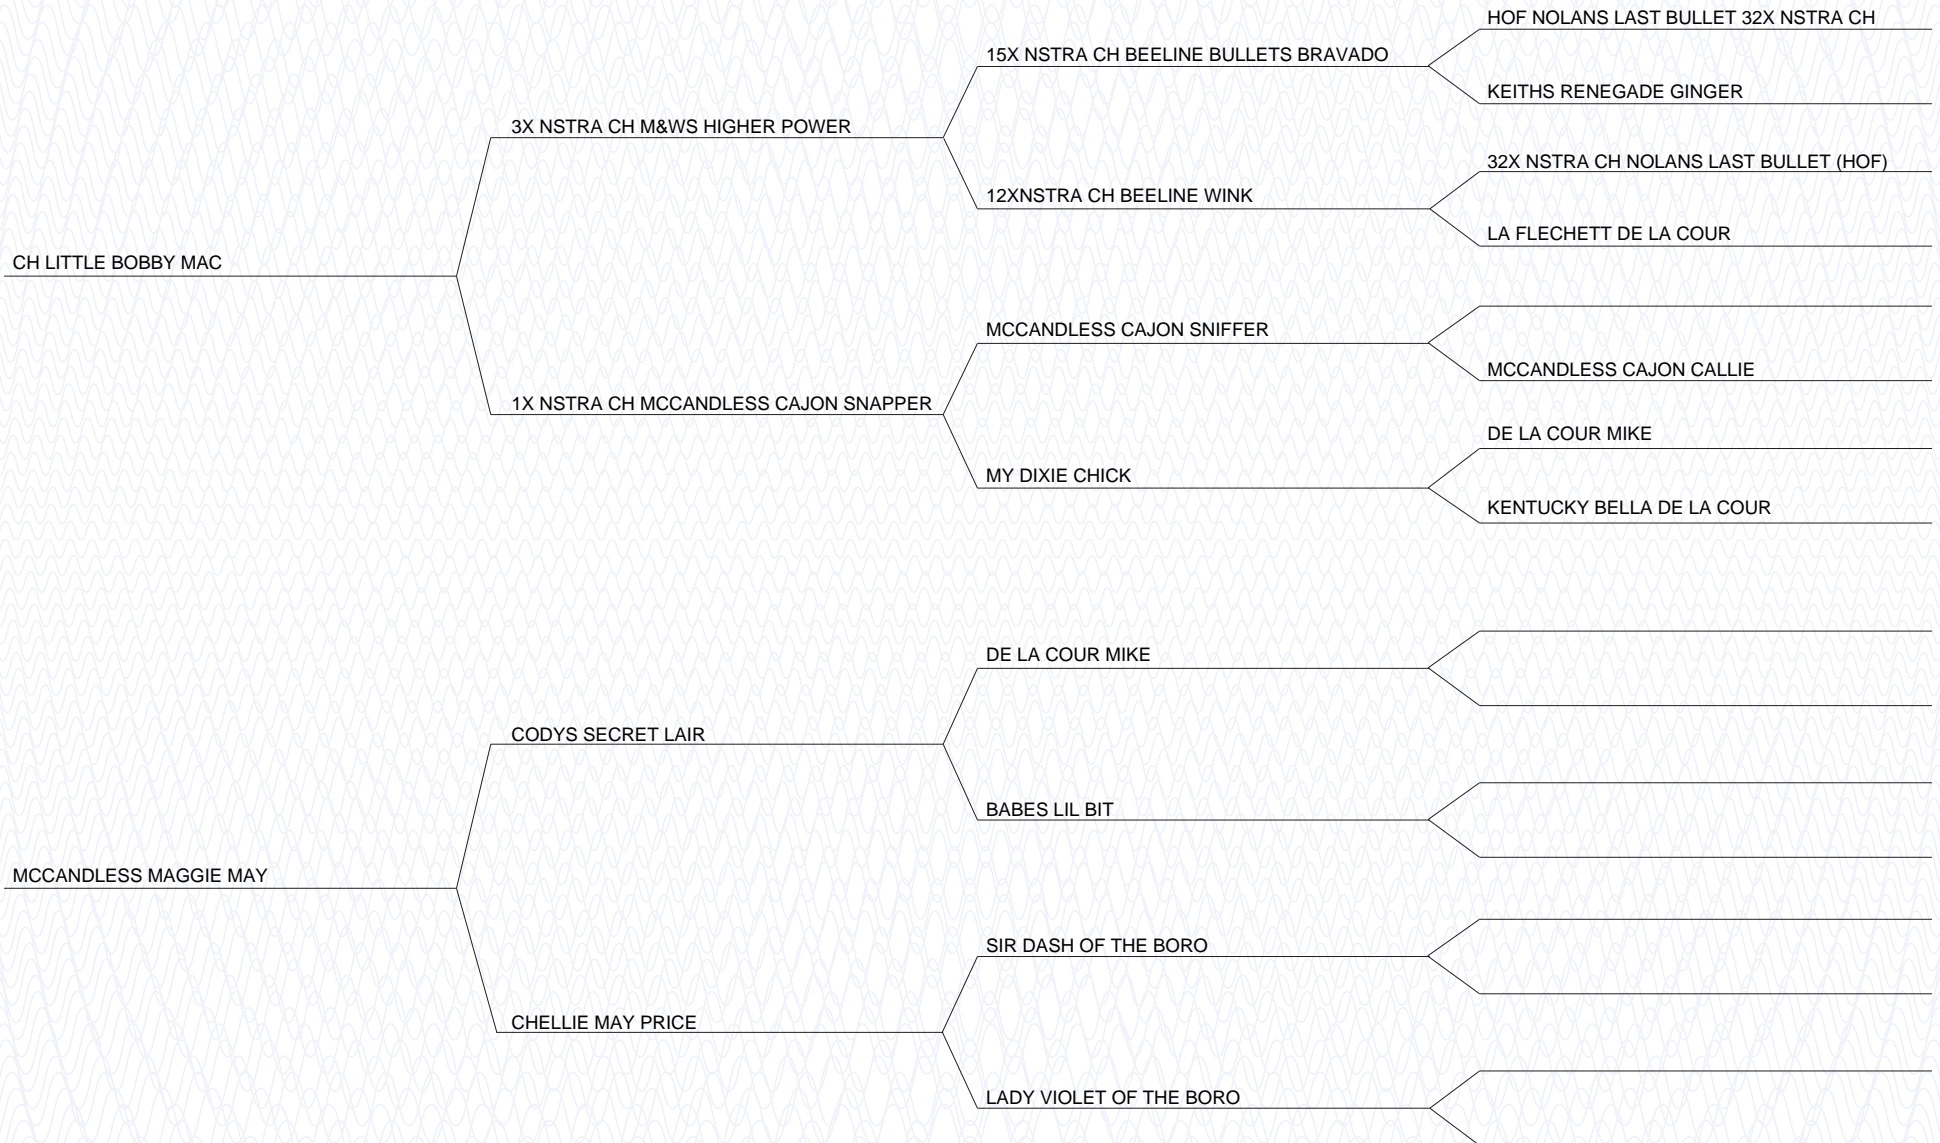 HOF NOLANS LAST BULLET 32X NSTRA CH
15X NSTRA CH BEELINE BULLETS BRAVADO
KEITHS RENEGADE GINGER
3X NSTRA CH M&WS HIGHER POWER
32X NSTRA CH NOLANS LAST BULLET (HOF)
12XNSTRA CH BEELINE WINK
LA FLECHETT DE LA COUR
CH LITTLE BOBBY MAC
MCCANDLESS CAJON SNIFFER
MCCANDLESS CAJON CALLIE
1X NSTRA CH MCCANDLESS CAJON SNAPPER
DE LA COUR MIKE
MY DIXIE CHICK
KENTUCKY BELLA DE LA COUR
DE LA COUR MIKE
CODYS SECRET LAIR
BABES LIL BIT
MCCANDLESS MAGGIE MAY
SIR DASH OF THE BORO
CHELLIE MAY PRICE
LADY VIOLET OF THE BORO